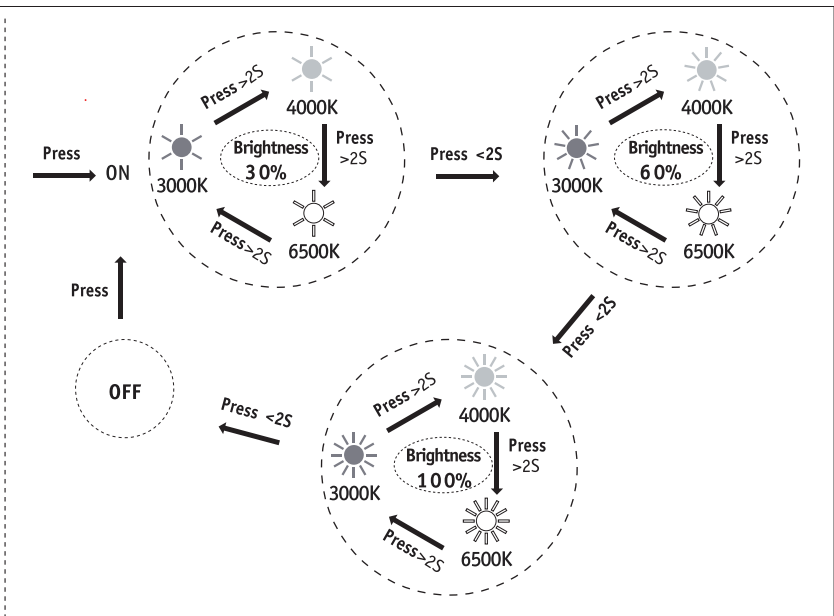 Press
ON
Press >2S
4000K
Press
>2S
Brightness
30%
3000K
Press>2S
6500K
Press <2S
Press >2S
4000K
Press
>2S
Brightness
60%
3000K
Press>2S
6500K
Press <2S
Press >2S
4000K
Press
>2S
Brightness
100%
3000K
Press>2S
6500K
Press <2S
OFF
Press